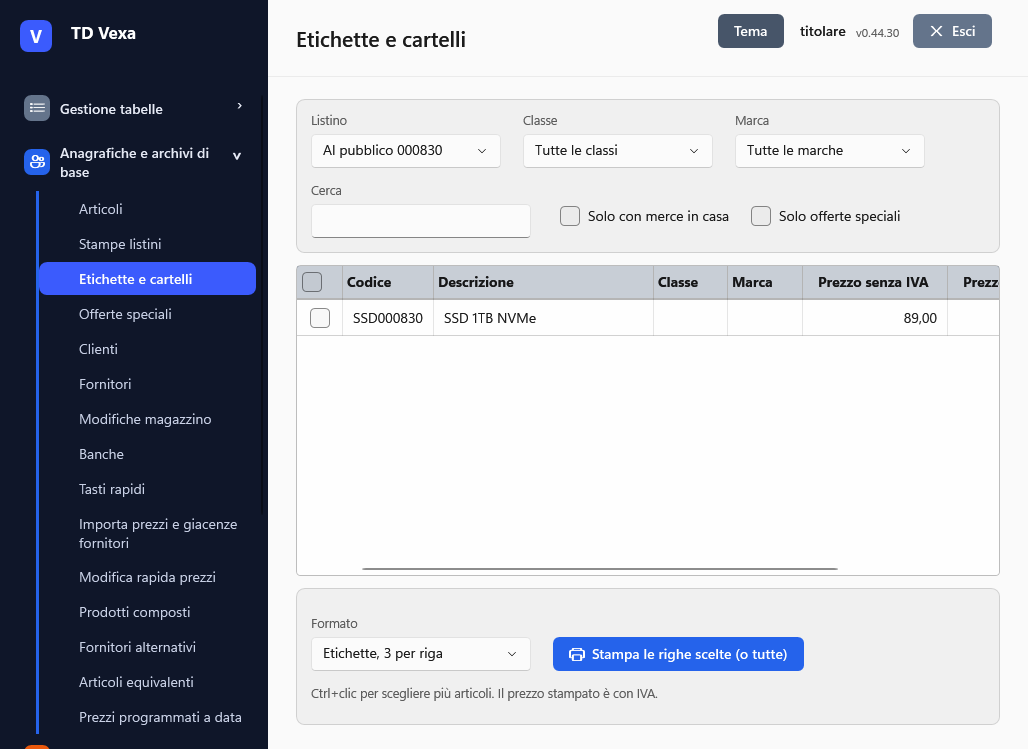 V
TD Vexa
Gestione tabelle
Anagrafiche e archivi di
base
Articoli
Stampe listini
Etichette e cartelli
Offerte speciali
Clienti
Fornitori
Modifiche magazzino
Banche
Tasti rapidi
Importa prezzi e giacenze
fornitori
Modifica rapida prezzi
Prodotti composti
Fornitori alternativi
Articoli equivalenti
Prezzi programmati a data
Etichette e cartelli
Tema
titolare v0.44.30
Esci
Listino Classe Marca
Al pubblico 000830 Tutte le classi Tutte le marche
Cerca
Solo con merce in casa Solo offerte speciali
Codice Descrizione Classe Marca Prezzo senza IVA Prezz
SSD000830 SSD 1TB NVMe 89,00
Formato
Etichette, 3 per riga Stampa le righe scelte (o tutte)
Ctrl+clic per scegliere più articoli. Il prezzo stampato è con IVA.